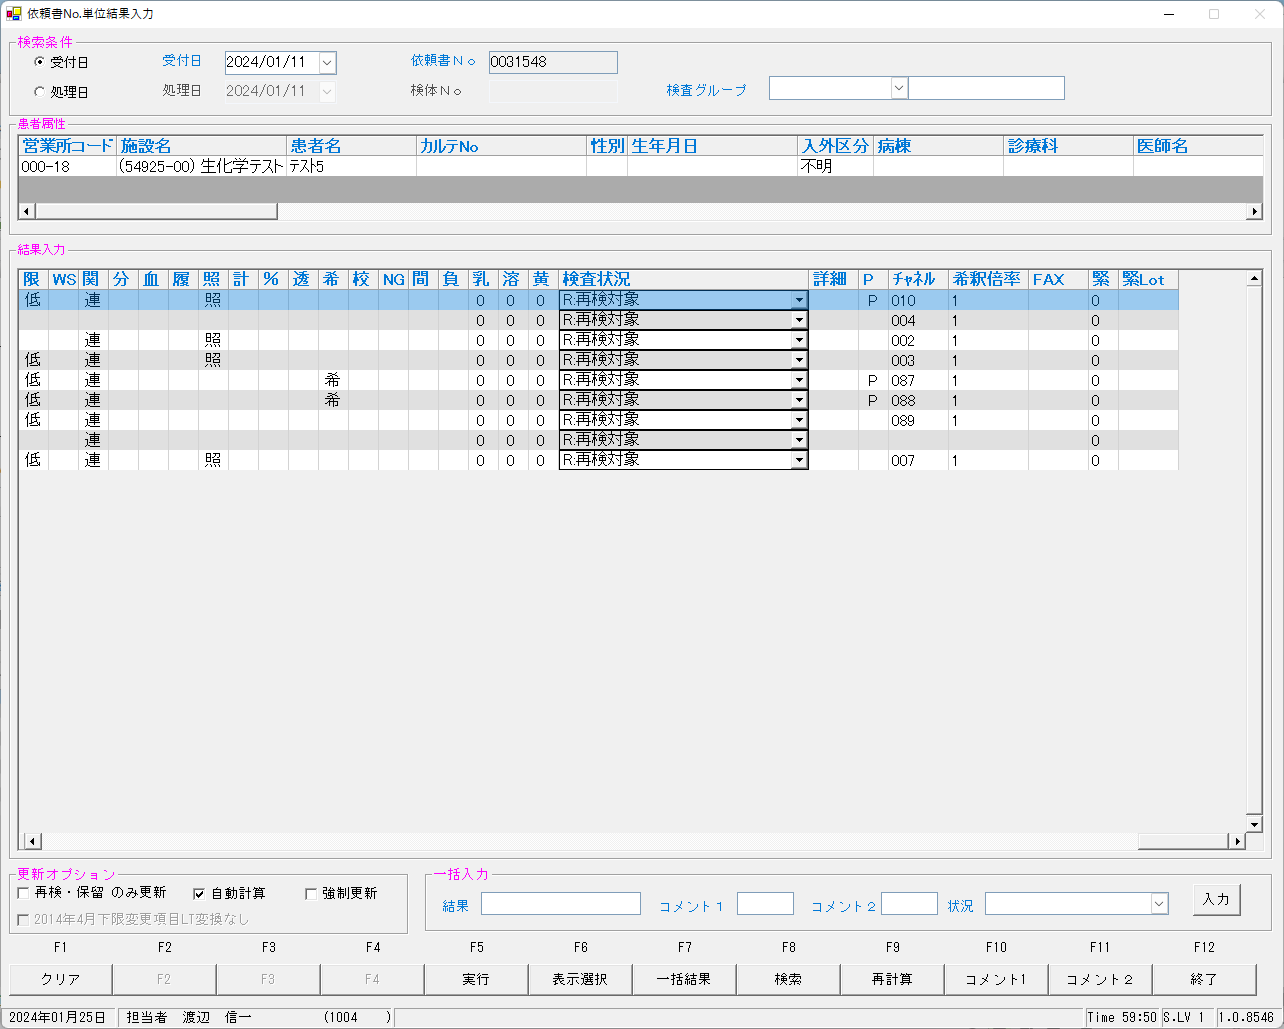 依頼書No.単位結果入力
検索条件
受付日 受付日 2024/01/11 依頼書No 0031548
処理日 処理日 2024/01/11 検体No 検査グループ
患者属性
営業所コード 施設名 患者名 カルテNo 性別 生年月日 入外区分 病棟 診療科 医師名
000-18 (54925-00) 生化学テスト テスト5 不明
結果入力
限 WS 関 分 血 履 照 計 % 透 希 校 NG 間 負 乳 溶 黄 検査状況 詳細 P チャネル 希釈倍率 FAX 緊 緊Lot
低 連 照 0 0 0 R:再検対象 P 010 1 0
0 0 0 R:再検対象 004 1 0
連 照 0 0 0 R:再検対象 002 1 0
低 連 照 0 0 0 R:再検対象 003 1 0
低 連 希 0 0 0 R:再検対象 P 087 1 0
低 連 希 0 0 0 R:再検対象 P 088 1 0
低 連 0 0 0 R:再検対象 089 1 0
連 0 0 0 R:再検対象 0
低 連 照 0 0 0 R:再検対象 007 1 0
更新オプション
再検・保留 のみ更新 自動計算 強制更新
2014年4月下限変更項目LT変換なし
一括入力
結果 コメント1 コメント2 状況 入力
F1 F2 F3 F4 F5 F6 F7 F8 F9 F10 F11 F12
クリア F2 F3 F4 実行 表示選択 一括結果 検索 再計算 コメント1 コメント2 終了
2024年01月25日 担当者 渡辺 信一 (1004 ) Time 59:50 S.LV 1 1.0.8546